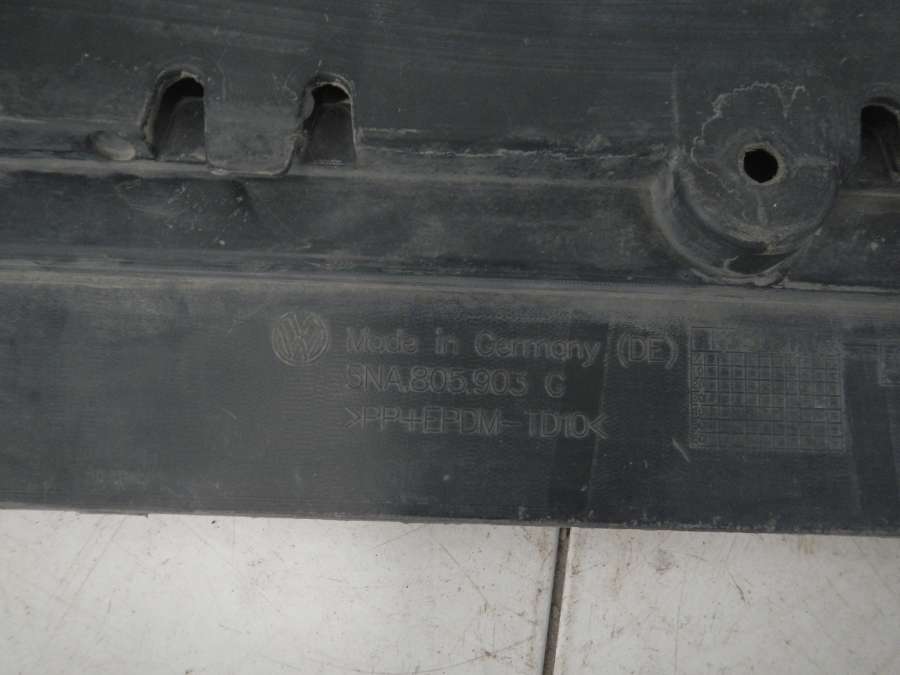 Made in Germany (DE)
5NA.805.903 C
>PP+EPDM-TD10<